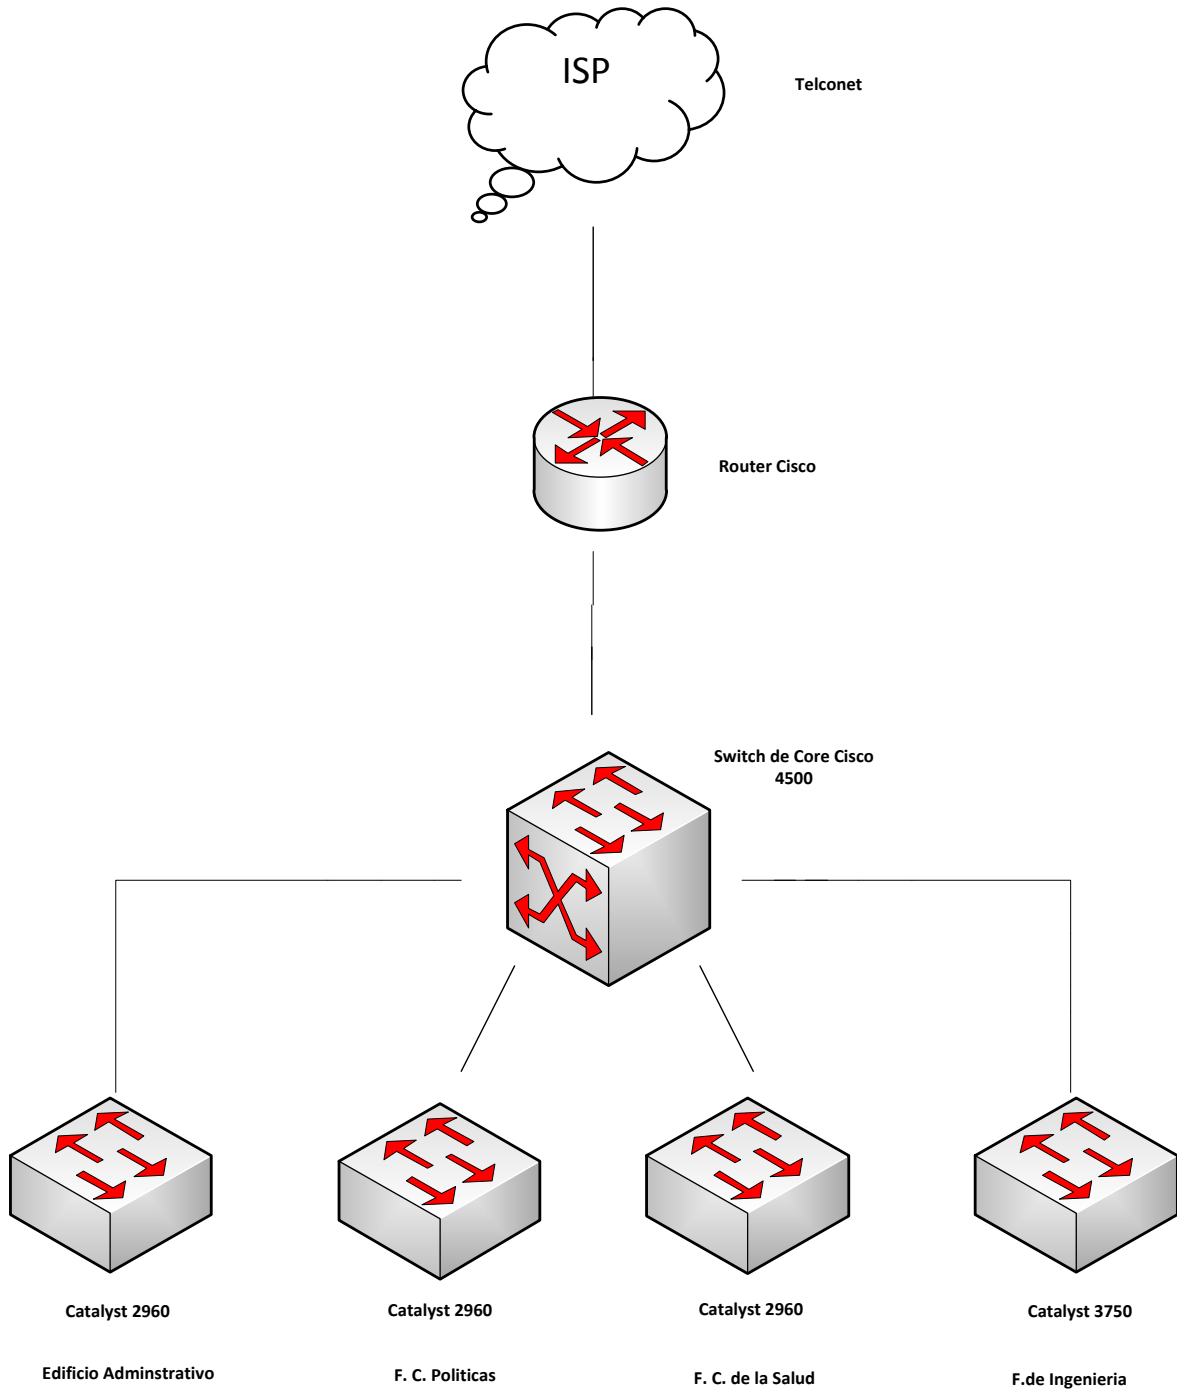 ISP
Telconet
Router Cisco
Switch de Core Cisco
4500
Catalyst 2960
Catalyst 2960
Catalyst 2960
Catalyst 3750
Edificio Adminstrativo
F. C. Politicas
F. C. de la Salud
F.de Ingenieria